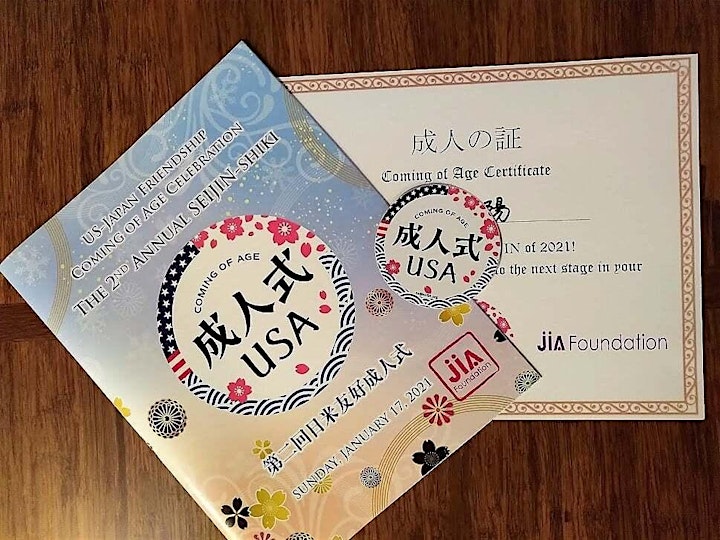 US-JAPAN FRIENDSHIP
COMING OF AGE CELEBRATION
THE 2ND ANNUAL SEIJIN-SHIKI
COMING OF AGE
成人式
USA
第二回日米友好成人式
SUNDAY, JANUARY 17, 2021
JIA
Foundation
COMING OF AGE
成人式
USA
成人の証
Coming of Age Certificate
陽
IN of 2021!
to the next stage in your
JIA Foundation